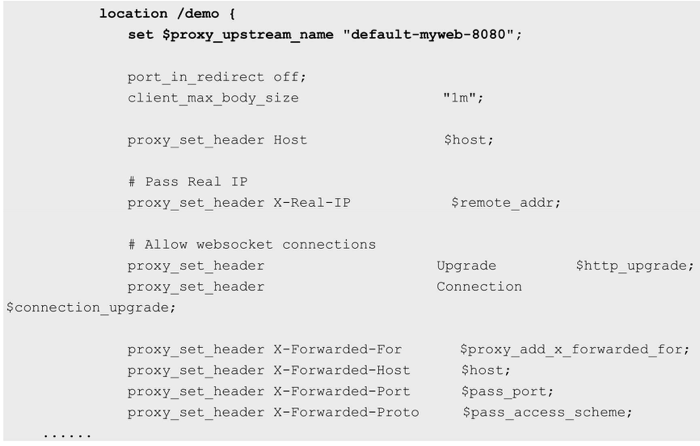 location /demo {
set $proxy_upstream_name "default-myweb-8080";
port_in_redirect off;
client_max_body_size "1m";
proxy_set_header Host $host;
# Pass Real IP
proxy_set_header X-Real-IP $remote_addr;
# Allow websocket connections
proxy_set_header Upgrade $http_upgrade;
proxy_set_header Connection
$connection_upgrade;
proxy_set_header X-Forwarded-For $proxy_add_x_forwarded_for;
proxy_set_header X-Forwarded-Host $host;
proxy_set_header X-Forwarded-Port $pass_port;
proxy_set_header X-Forwarded-Proto $pass_access_scheme;
......